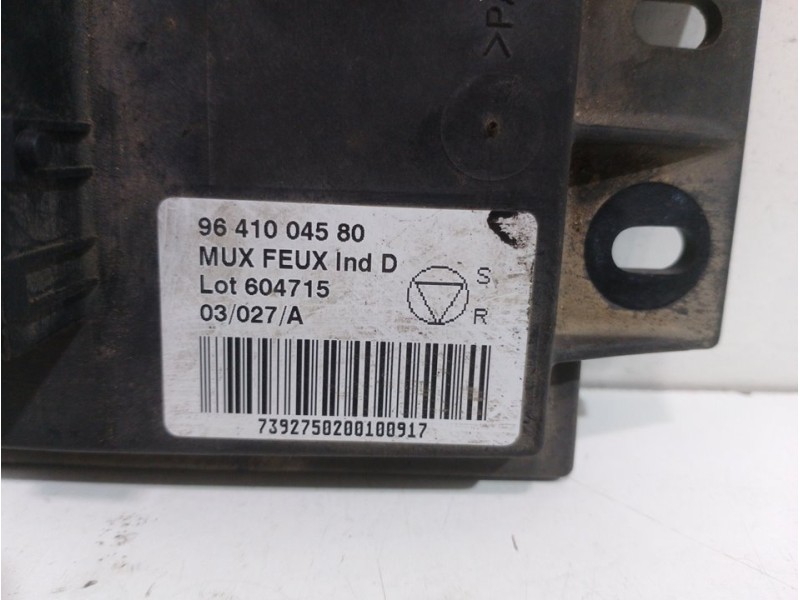 96 410 045 80
MUX FEUX Ind D
Lot 604715
03/027/A
S
R
7392750200100917